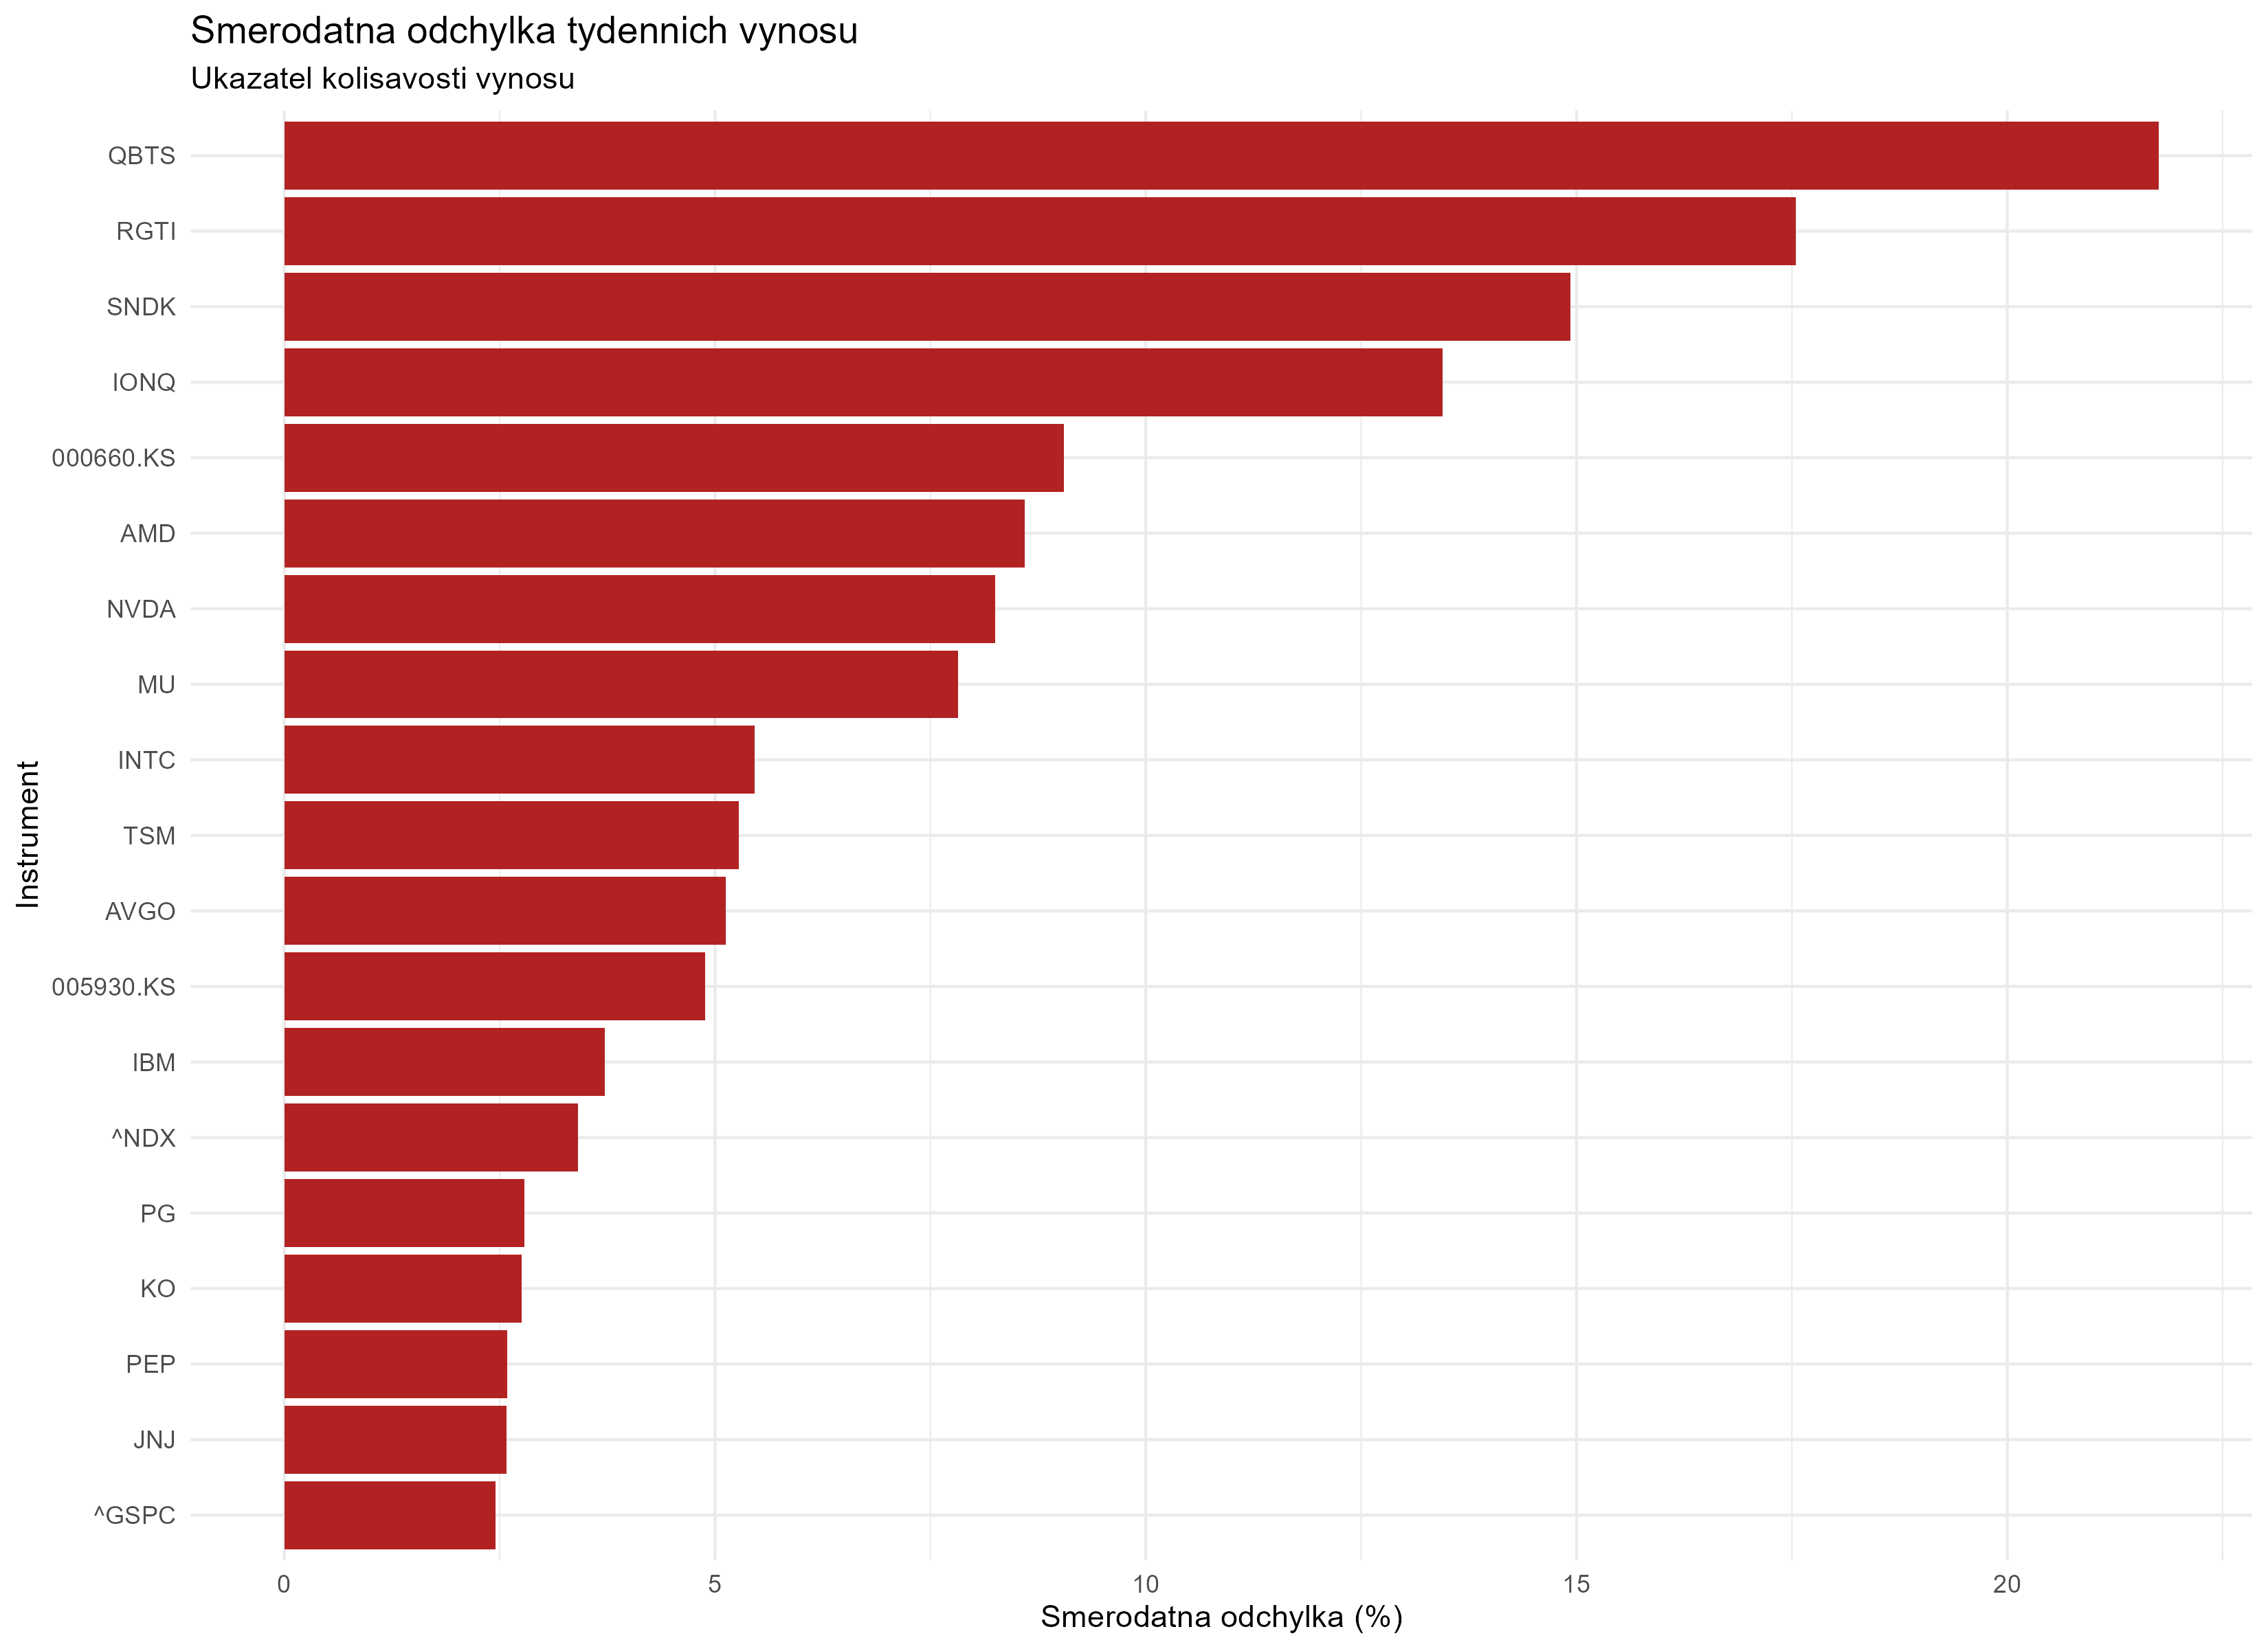 Smerodatna odchylka tydennich vynosu
Ukazatel kolisavosti vynosu
QBTS
RGTI
SNDK
IONQ
000660.KS
AMD
NVDA
MU
INTC
TSM
AVGO
005930.KS
IBM
^NDX
PG
KO
PEP
JNJ
^GSPC
Instrument
0 5 10 15 20
Smerodatna odchylka (%)